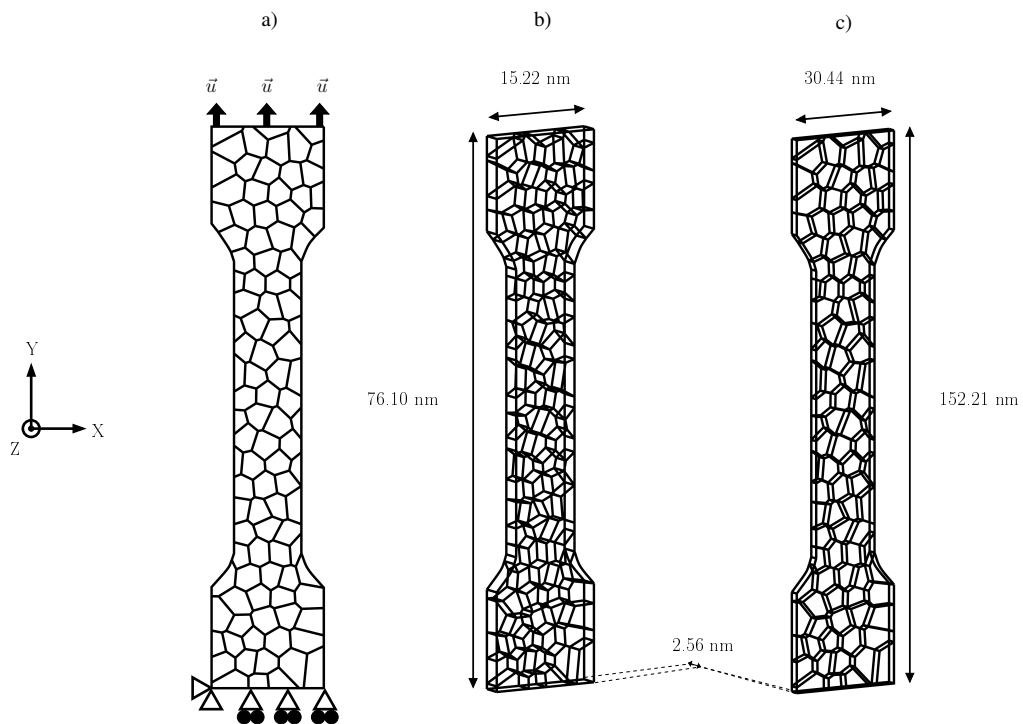 a) b) c)
15.22 nm 30.44 nm
u⃗ u⃗ u⃗
Y
76.10 nm 152.21 nm
X
Z
2.56 nm